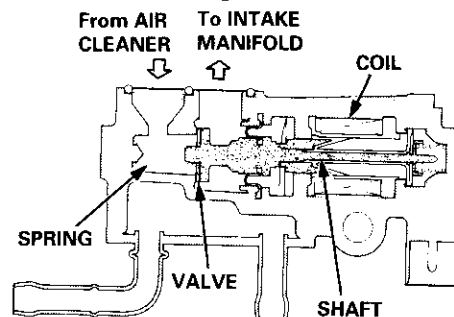 From AIR
CLEANER
To INTAKE
MANIFOLD
COIL
SPRING
VALVE
SHAFT